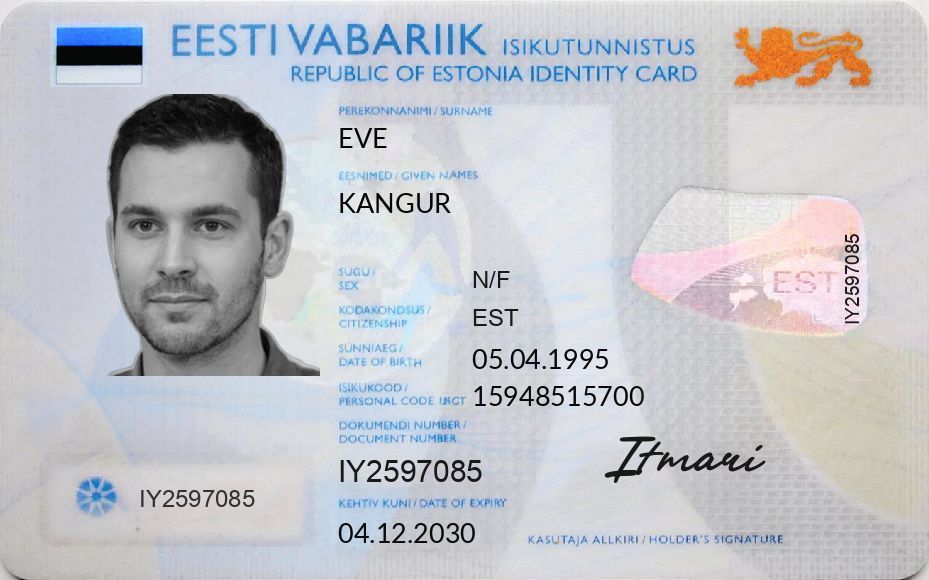 EESTI VABARIIK ISIKUTUNNISTUS
REPUBLIC OF ESTONIA IDENTITY CARD
PEREKONNANIMI / SURNAME
EVE
EESNIMED / GIVEN NAMES
KANGUR
SUGU /
SEX
N/F
KODAKONDSUS /
CITIZENSHIP
EST
SÜNNIAEG /
DATE OF BIRTH
05.04.1995
ISIKUKOOD /
PERSONAL CODE
15948515700
DOKUMENDI NUMBER /
DOCUMENT NUMBER
IY2597085
KEHTIV KUNI / DATE OF EXPIRY
04.12.2030
IY2597085
EST
IY2597085
Itmari
KASUTAJA ALLKIRI / HOLDER'S SIGNATURE